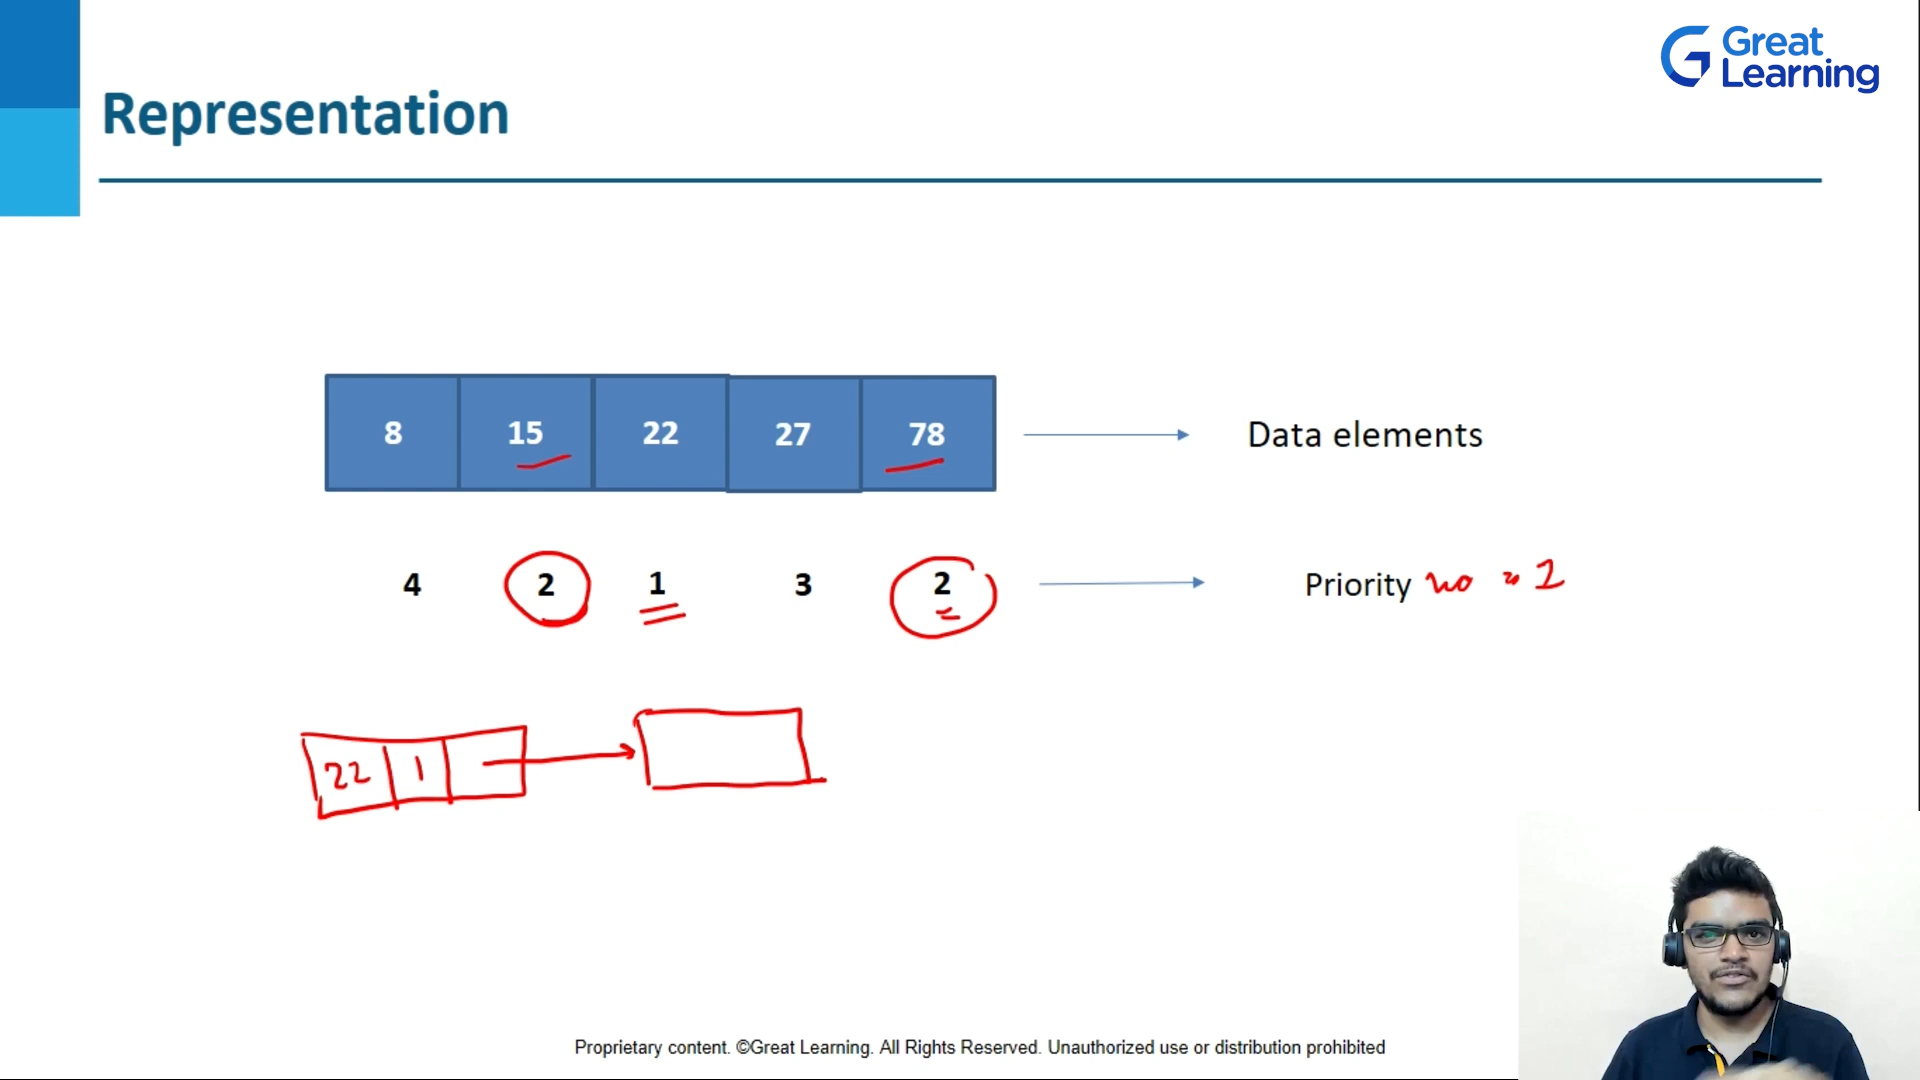 Great
Learning
Representation
8 15 22 27 78 Data elements
4 2 1 3 2 Priority no
22 1
Proprietary content. ©Great Learning. All Rights Reserved. Unauthorized use or distribution prohibited